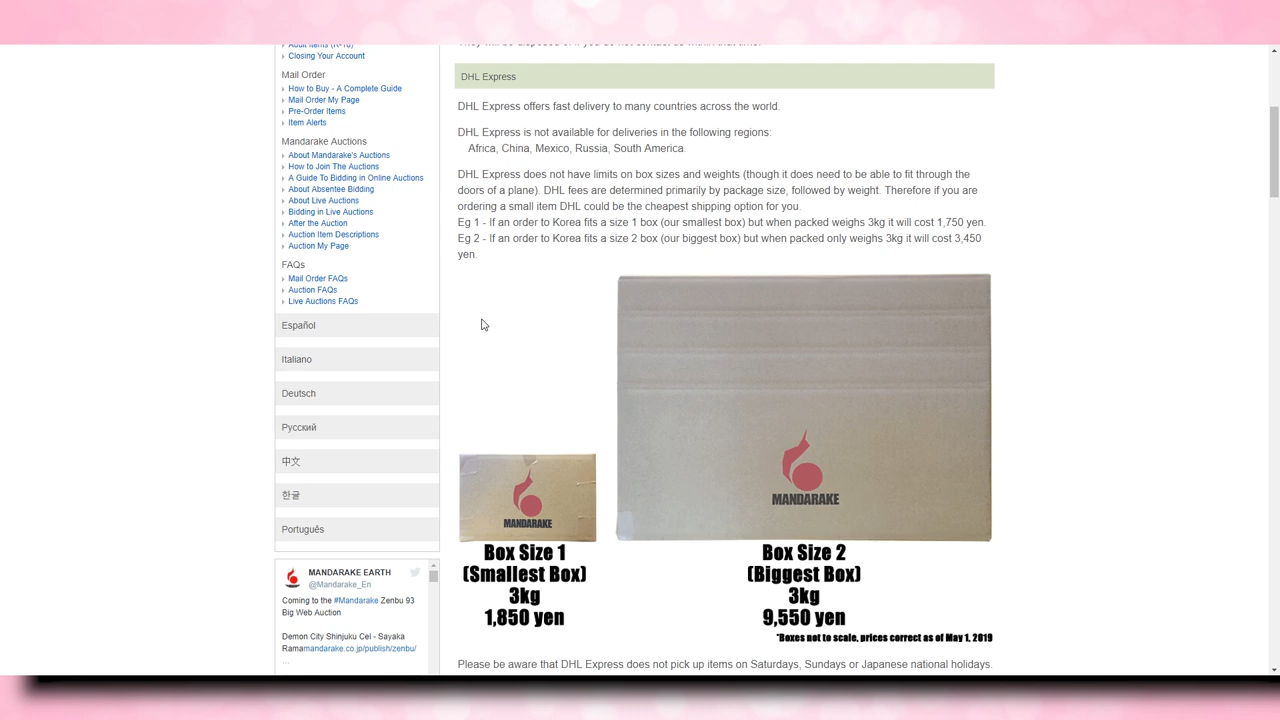 Adult Items (R-18)
Closing Your Account
Mail Order
How to Buy - A Complete Guide
Mail Order My Page
Pre-Order Items
Item Alerts
Mandarake Auctions
About Mandarake's Auctions
How to Join The Auctions
A Guide To Bidding in Online Auctions
About Absentee Bidding
About Live Auctions
Bidding in Live Auctions
After the Auction
Auction Item Descriptions
Auction My Page
FAQs
Mail Order FAQs
Auction FAQs
Live Auctions FAQs
Español
Italiano
Deutsch
Русский
中文
한글
Português
MANDARAKE EARTH
@Mandarake_En
Coming to the #Mandarake Zenbu 93
Big Web Auction
Demon City Shinjuku Cel - Sayaka
Ramamandarake.co.jp/publish/zenbu/
…
They will be disposed of if you do not contact us within that time.
DHL Express
DHL Express offers fast delivery to many countries across the world.
DHL Express is not available for deliveries in the following regions:
Africa, China, Mexico, Russia, South America.
DHL Express does not have limits on box sizes and weights (though it does need to be able to fit through the
doors of a plane). DHL fees are determined primarily by package size, followed by weight. Therefore if you are
ordering a small item DHL could be the cheapest shipping option for you.
Eg 1 - If an order to Korea fits a size 1 box (our smallest box) but when packed weighs 3kg it will cost 1,750 yen.
Eg 2 - If an order to Korea fits a size 2 box (our biggest box) but when packed only weighs 3kg it will cost 3,450
yen.
MANDARAKE
Box Size 1
(Smallest Box)
3kg
1,850 yen
MANDARAKE
Box Size 2
(Biggest Box)
3kg
9,550 yen
*Boxes not to scale, prices correct as of May 1, 2019
Please be aware that DHL Express does not pick up items on Saturdays, Sundays or Japanese national holidays.